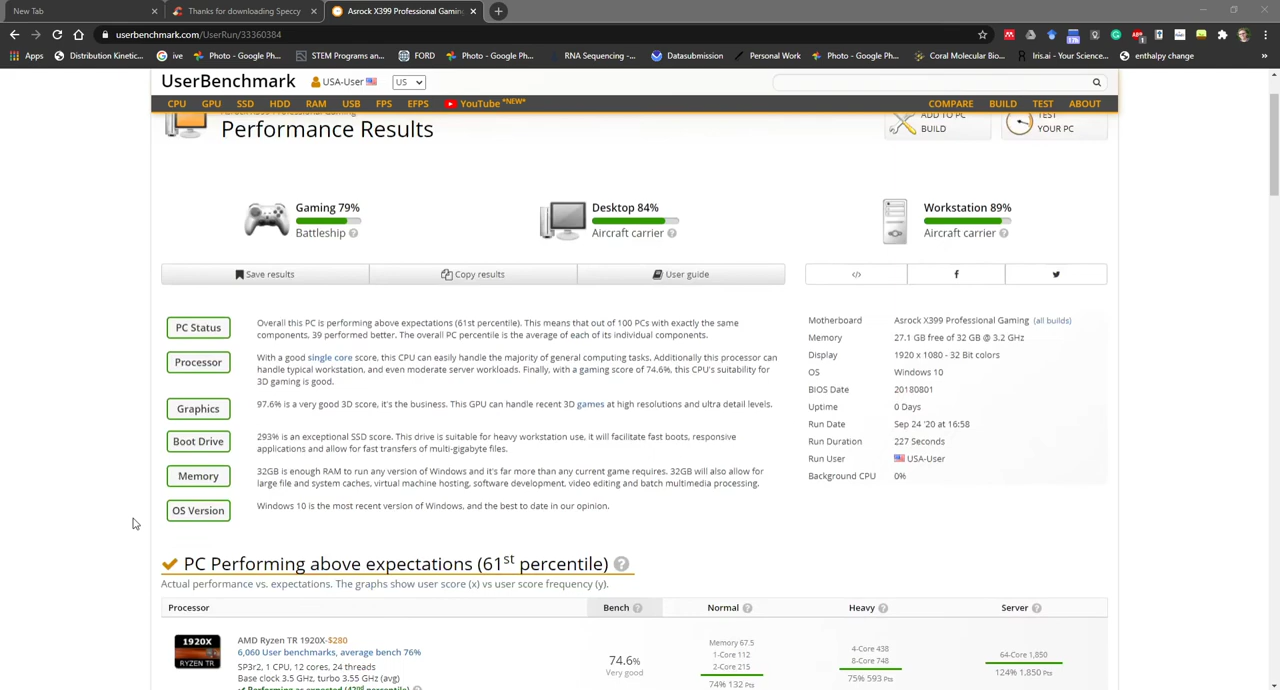 New Tab
Thanks for downloading Speccy
Asrock X399 Professional Gaming
userbenchmark.com/UserRun/33360384
Apps
Distribution Kinetic...
ive
Photo - Google Ph...
STEM Programs an...
FORD
Photo - Google Ph...
RNA Sequencing -...
Datasubmission
Personal Work
Photo - Google Ph...
Coral Molecular Bio...
Iris.ai - Your Science...
enthalpy change
UserBenchmark
USA-User
US
CPU GPU SSD HDD RAM USB FPS EFPS YouTube *NEW*
COMPARE BUILD TEST ABOUT
Performance Results
ADD TO PC
BUILD
TEST
YOUR PC
Gaming 79%
Battleship
Desktop 84%
Aircraft carrier
Workstation 89%
Aircraft carrier
Save results
Copy results
User guide
PC Status
Overall this PC is performing above expectations (61st percentile). This means that out of 100 PCs with exactly the same
components, 39 performed better. The overall PC percentile is the average of each of its individual components.
Processor
With a good single core score, this CPU can easily handle the majority of general computing tasks. Additionally this processor can
handle typical workstation, and even moderate server workloads. Finally, with a gaming score of 74.6%, this CPU's suitability for
3D gaming is good.
Graphics
97.6% is a very good 3D score, it's the business. This GPU can handle recent 3D games at high resolutions and ultra detail levels.
Boot Drive
293% is an exceptional SSD score. This drive is suitable for heavy workstation use, it will facilitate fast boots, responsive
applications and allow for fast transfers of multi-gigabyte files.
Memory
32GB is enough RAM to run any version of Windows and it's far more than any current game requires. 32GB will also allow for
large file and system caches, virtual machine hosting, software development, video editing and batch multimedia processing.
OS Version
Windows 10 is the most recent version of Windows, and the best to date in our opinion.
Motherboard Asrock X399 Professional Gaming (all builds)
Memory 27.1 GB free of 32 GB @ 3.2 GHz
Display 1920 x 1080 - 32 Bit colors
OS Windows 10
BIOS Date 20180801
Uptime 0 Days
Run Date Sep 24 '20 at 16:58
Run Duration 227 Seconds
Run User USA-User
Background CPU 0%
PC Performing above expectations (61st percentile)
Actual performance vs. expectations. The graphs show user score (x) vs user score frequency (y).
Processor Bench Normal Heavy Server
1920X
RYZEN TR
AMD Ryzen TR 1920X-$280
6,060 User benchmarks, average bench 76%
SP3r2, 1 CPU, 12 cores, 24 threads
Base clock 3.5 GHz, turbo 3.55 GHz (avg)
Performing as expected (42nd percentile)
74.6%
Very good
Memory 67.5
1-Core 112
2-Core 215
74% 132 Pts
4-Core 438
8-Core 748
75% 593 Pts
64-Core 1,850
124% 1,850 Pts